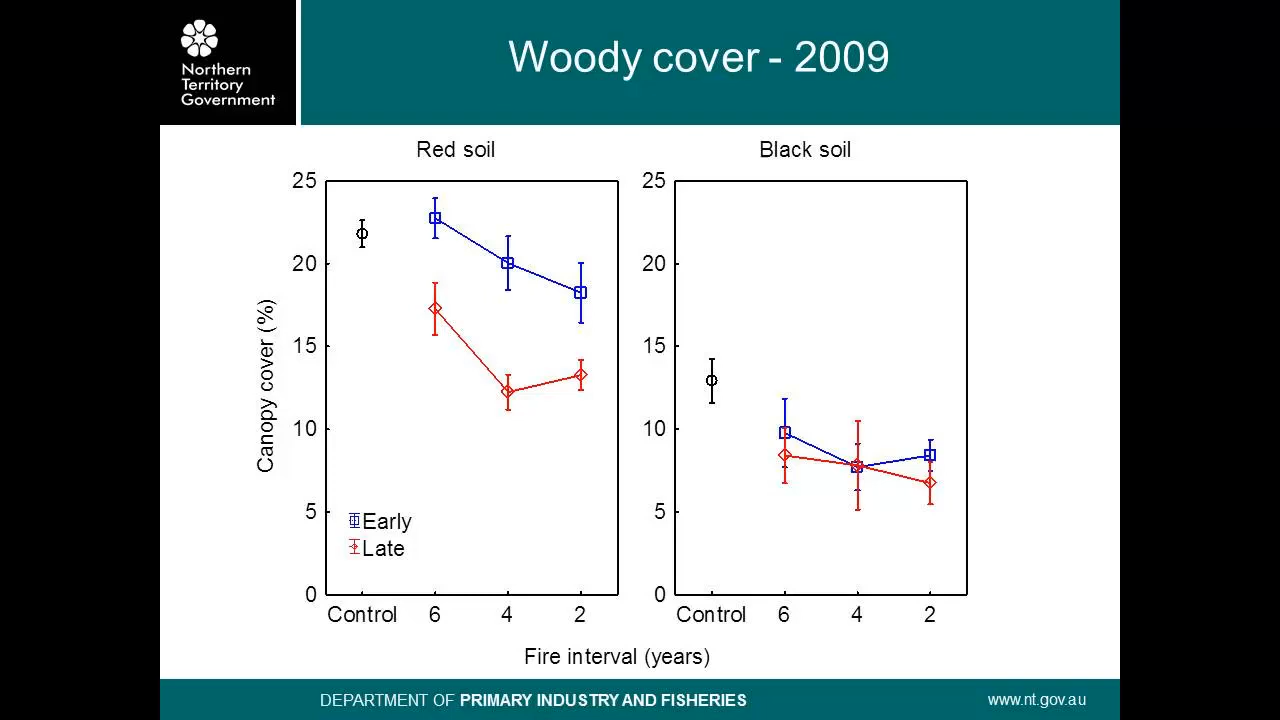 Northern
Territory
Government
Woody cover - 2009
Red soil
Black soil
Canopy cover (%)
25
20
15
10
5
0
Early
Late
Control 6 4 2
25
20
15
10
5
0
Control 6 4 2
Fire interval (years)
DEPARTMENT OF PRIMARY INDUSTRY AND FISHERIES
www.nt.gov.au